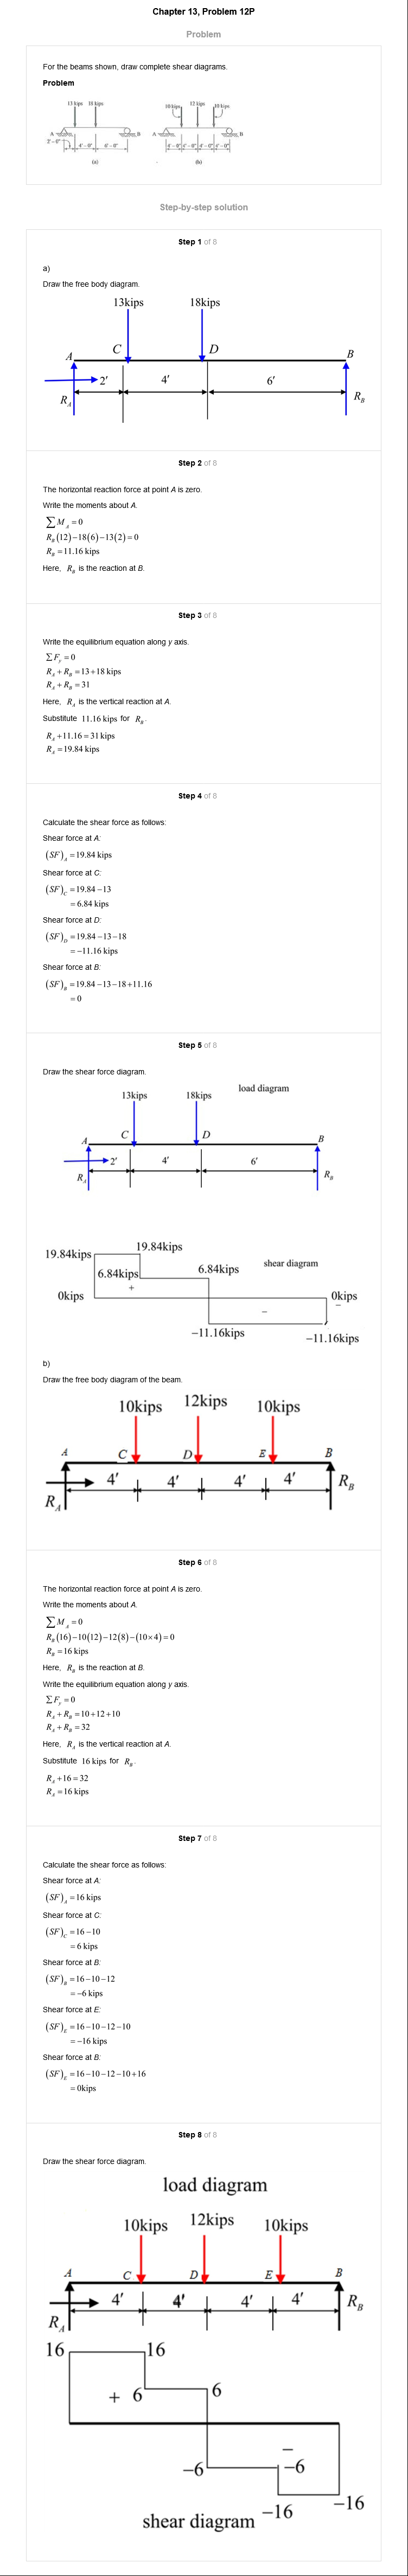 Chapter 13, Problem 12P
Problem
For the beams shown, draw complete shear diagrams.
Problem
13 kips 18 kips
A B
2'-0" 4'-0" 6'-0"
(a)
10 kips 12 kips 10 kips
A B
4'-0" 4'-0" 4'-0" 4'-0"
(b)
Step-by-step solution
Step 1 of 8
a)
Draw the free body diagram.
13kips 18kips
A C D B
2' 4' 6'
R_A R_B
Step 2 of 8
The horizontal reaction force at point A is zero.
Write the moments about A.
∑M_A = 0
R_B(12)−18(6)−13(2)=0
R_B = 11.16 kips
Here, R_B is the reaction at B.
Step 3 of 8
Write the equilibrium equation along y axis.
ΣF_y = 0
R_A + R_B = 13+18 kips
R_A + R_B = 31
Here, R_A is the vertical reaction at A.
Substitute 11.16 kips for R_B.
R_A +11.16 = 31 kips
R_A = 19.84 kips
Step 4 of 8
Calculate the shear force as follows:
Shear force at A:
(SF)_A = 19.84 kips
Shear force at C:
(SF)_C = 19.84−13
= 6.84 kips
Shear force at D:
(SF)_D = 19.84−13−18
= −11.16 kips
Shear force at B:
(SF)_B = 19.84−13−18+11.16
= 0
Step 5 of 8
Draw the shear force diagram.
load diagram
13kips 18kips
A C D B
2' 4' 6'
R_A R_B
19.84kips 19.84kips
6.84kips 6.84kips shear diagram
+
0kips 0kips
− −
−11.16kips −11.16kips
b)
Draw the free body diagram of the beam.
10kips 12kips 10kips
A C D E B
4' 4' 4' 4'
R_A R_B
Step 6 of 8
The horizontal reaction force at point A is zero.
Write the moments about A.
∑M_A = 0
R_B(16)−10(12)−12(8)−(10×4)=0
R_B = 16 kips
Here, R_B is the reaction at B.
Write the equilibrium equation along y axis.
ΣF_y = 0
R_A + R_B = 10+12+10
R_A + R_B = 32
Here, R_A is the vertical reaction at A.
Substitute 16 kips for R_B.
R_A +16 = 32
R_A = 16 kips
Step 7 of 8
Calculate the shear force as follows:
Shear force at A:
(SF)_A = 16 kips
Shear force at C:
(SF)_C = 16−10
= 6 kips
Shear force at B:
(SF)_B = 16−10−12
= −6 kips
Shear force at E:
(SF)_E = 16−10−12−10
= −16 kips
Shear force at B:
(SF)_E = 16−10−12−10+16
= 0kips
Step 8 of 8
Draw the shear force diagram.
load diagram
10kips 12kips 10kips
A C D E B
4' 4' 4' 4'
R_A R_B
16 16
+ 6 6
−
−6 −6
−16 −16
shear diagram